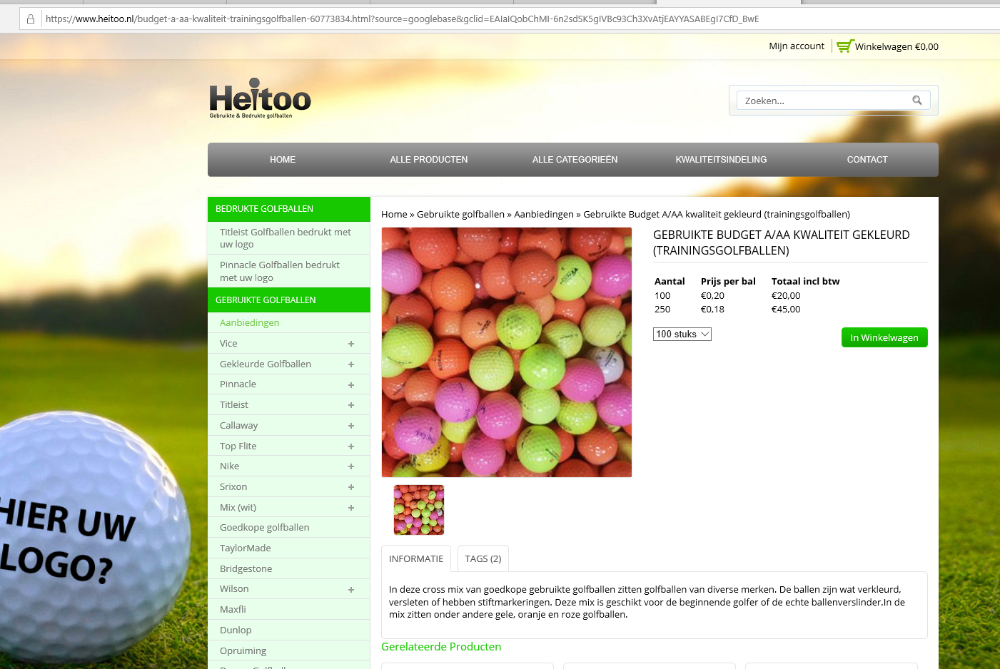 https://www.heitoo.nl/budget-a-aa-kwaliteit-trainingsgolfballen-60773834.html?source=googlebase&gclid=EAIaIQobChMI-6n2sdSK5gIVBc93Ch3XvAtjEAYYASABEgI7CfD_BwE
Mijn account
Winkelwagen €0,00
Heitoo
Gebruikte & Bedrukte golfballen
Zoeken...
HOME
ALLE PRODUCTEN
ALLE CATEGORIEËN
KWALITEITSINDELING
CONTACT
BEDRUKTE GOLFBALLEN
Titleist Golfballen bedrukt met
uw logo
Pinnacle Golfballen bedrukt
met uw logo
GEBRUIKTE GOLFBALLEN
Aanbiedingen
Vice +
Gekleurde Golfballen +
Pinnacle +
Titleist +
Callaway +
Top Flite +
Nike +
Srixon +
Mix (wit) +
Goedkope golfballen
TaylorMade
Bridgestone
Wilson +
Maxfli
Dunlop
Opruiming
Home » Gebruikte golfballen » Aanbiedingen » Gebruikte Budget A/AA kwaliteit gekleurd (trainingsgolfballen)
GEBRUIKTE BUDGET A/AA KWALITEIT GEKLEURD
(TRAININGSGOLFBALLEN)
Aantal Prijs per bal Totaal incl btw
100 €0,20 €20,00
250 €0,18 €45,00
100 stuks
In Winkelwagen
INFORMATIE
TAGS (2)
In deze cross mix van goedkope gebruikte golfballen zitten golfballen van diverse merken. De ballen zijn wat verkleurd,
versleten of hebben stiftmarkeringen. Deze mix is geschikt voor de beginnende golfer of de echte ballenverslinder.In de
mix zitten onder andere gele, oranje en roze golfballen.
Gerelateerde Producten
HIER UW
LOGO?